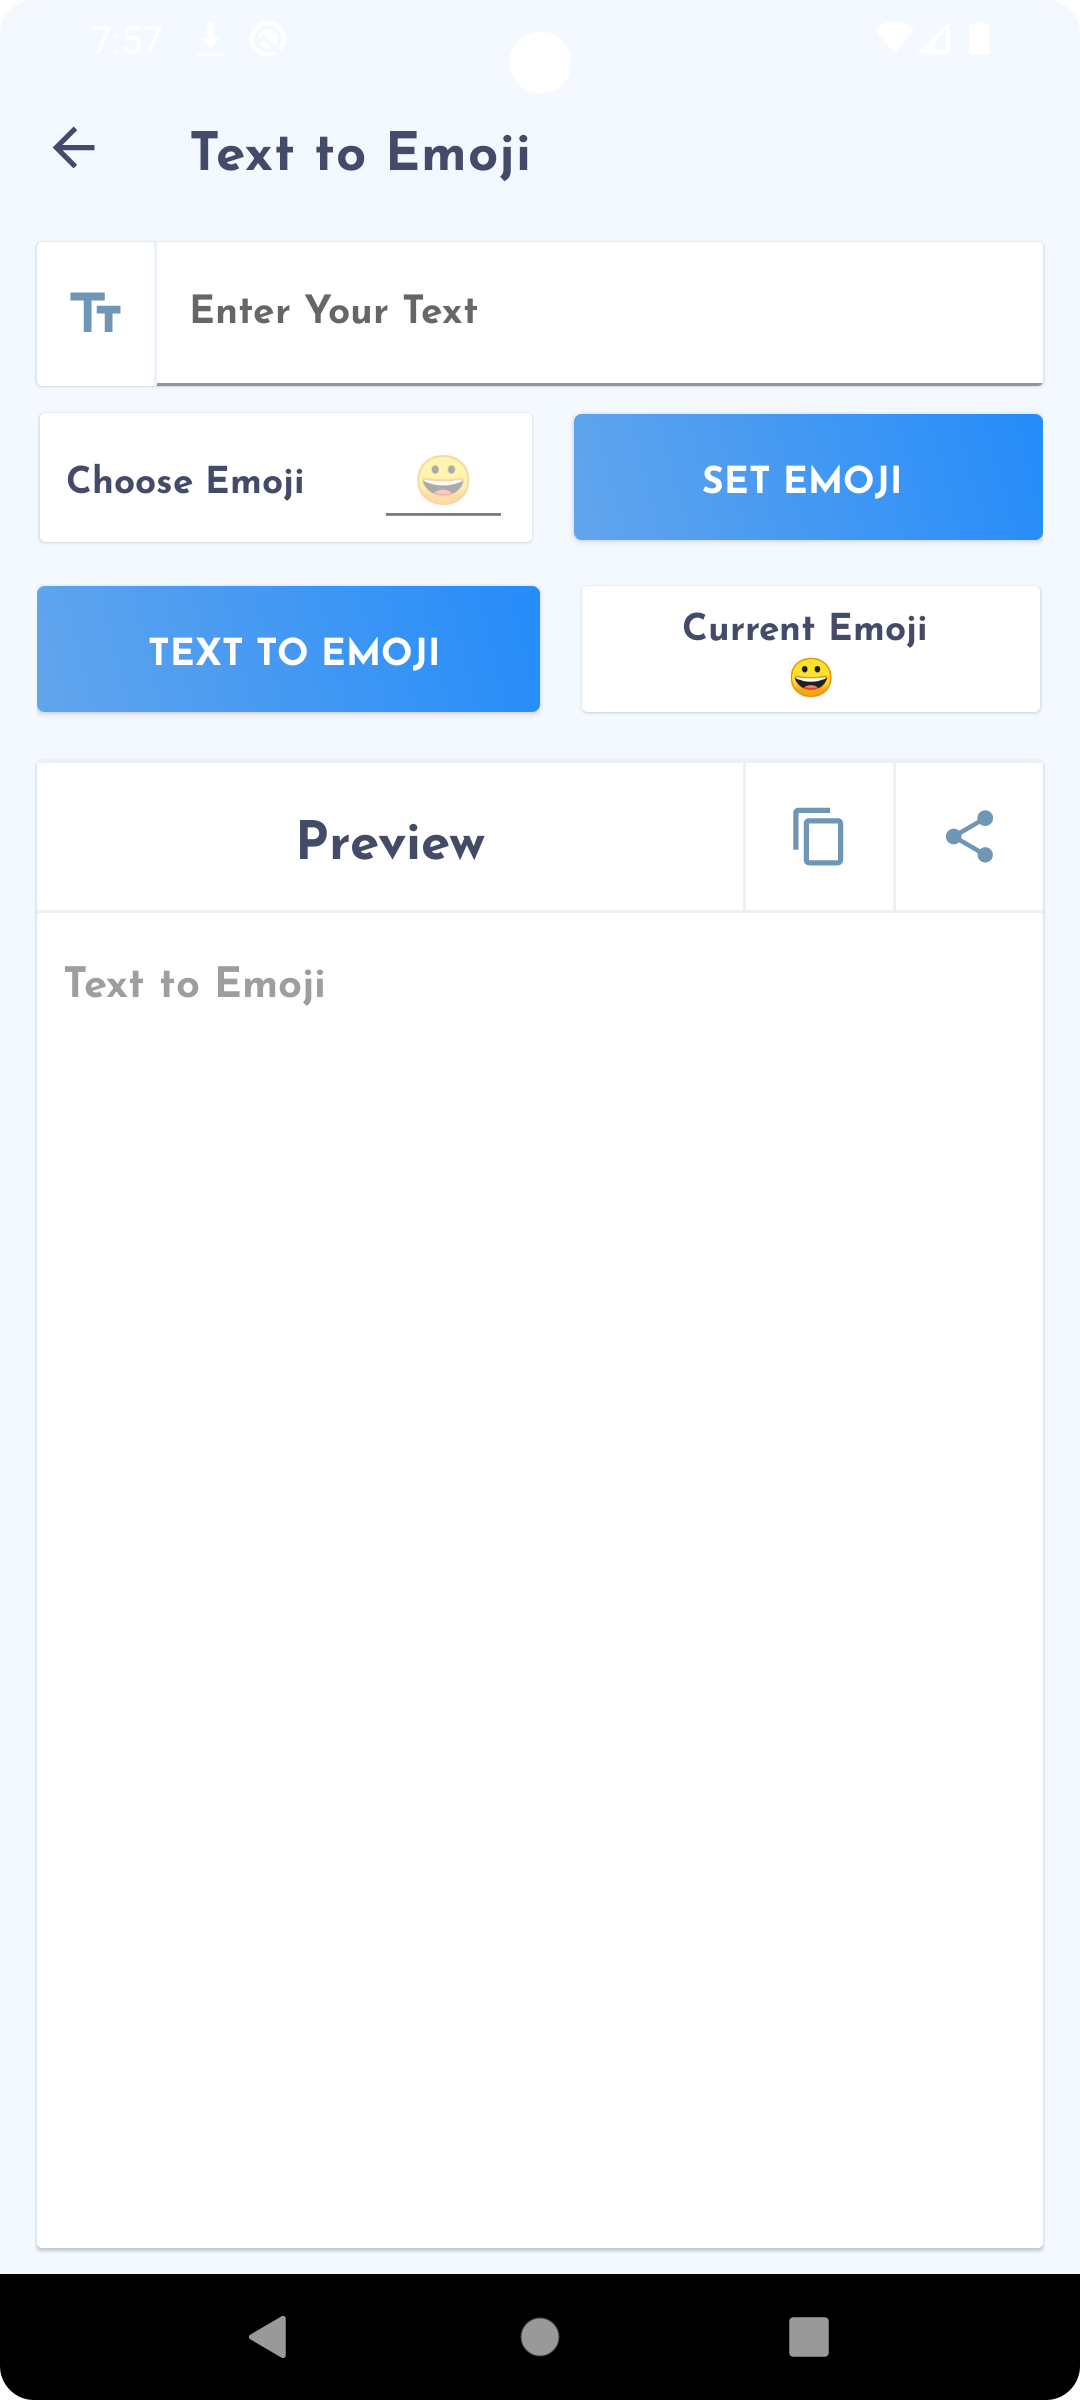 7:57
Text to Emoji
Enter Your Text
Choose Emoji 😀
SET EMOJI
TEXT TO EMOJI
Current Emoji
😀
Preview
Text to Emoji